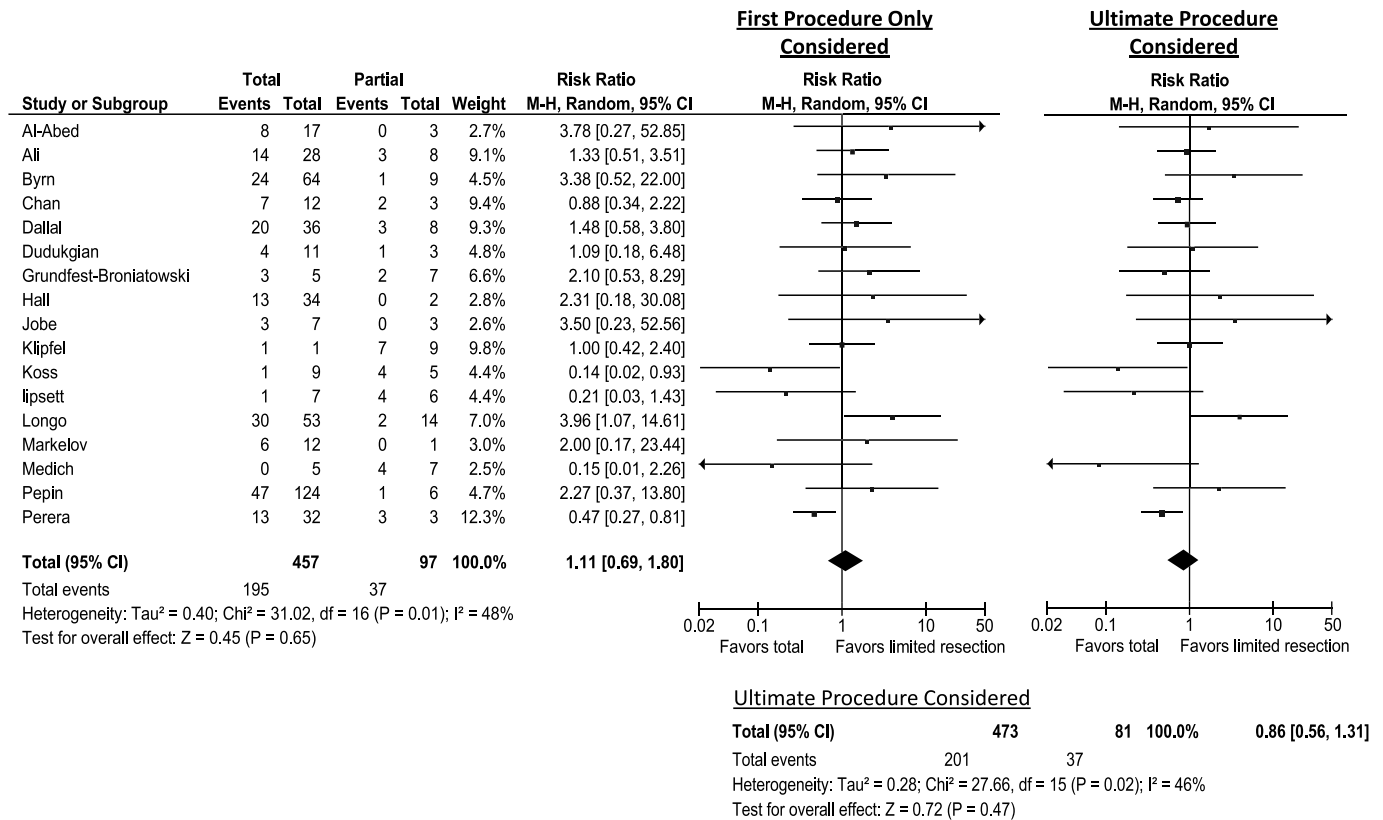 First Procedure Only Considered
Ultimate Procedure Considered
Total Partial Risk Ratio Risk Ratio Risk Ratio
Study or Subgroup Events Total Events Total Weight M-H, Random, 95% CI M-H, Random, 95% CI M-H, Random, 95% CI
Al-Abed 8 17 0 3 2.7% 3.78 [0.27, 52.85]
Ali 14 28 3 8 9.1% 1.33 [0.51, 3.51]
Byrn 24 64 1 9 4.5% 3.38 [0.52, 22.00]
Chan 7 12 2 3 9.4% 0.88 [0.34, 2.22]
Dallal 20 36 3 8 9.3% 1.48 [0.58, 3.80]
Dudukgian 4 11 1 3 4.8% 1.09 [0.18, 6.48]
Grundfest-Broniatowski 3 5 2 7 6.6% 2.10 [0.53, 8.29]
Hall 13 34 0 2 2.8% 2.31 [0.18, 30.08]
Jobe 3 7 0 3 2.6% 3.50 [0.23, 52.56]
Klipfel 1 1 7 9 9.8% 1.00 [0.42, 2.40]
Koss 1 9 4 5 4.4% 0.14 [0.02, 0.93]
lipsett 1 7 4 6 4.4% 0.21 [0.03, 1.43]
Longo 30 53 2 14 7.0% 3.96 [1.07, 14.61]
Markelov 6 12 0 1 3.0% 2.00 [0.17, 23.44]
Medich 0 5 4 7 2.5% 0.15 [0.01, 2.26]
Pepin 47 124 1 6 4.7% 2.27 [0.37, 13.80]
Perera 13 32 3 3 12.3% 0.47 [0.27, 0.81]
Total (95% CI) 457 97 100.0% 1.11 [0.69, 1.80]
Total events 195 37
Heterogeneity: Tau² = 0.40; Chi² = 31.02, df = 16 (P = 0.01); I² = 48%
Test for overall effect: Z = 0.45 (P = 0.65)
0.02 0.1 1 10 50 0.02 0.1 1 10 50
Favors total Favors limited resection Favors total Favors limited resection
Ultimate Procedure Considered
Total (95% CI) 473 81 100.0% 0.86 [0.56, 1.31]
Total events 201 37
Heterogeneity: Tau² = 0.28; Chi² = 27.66, df = 15 (P = 0.02); I² = 46%
Test for overall effect: Z = 0.72 (P = 0.47)